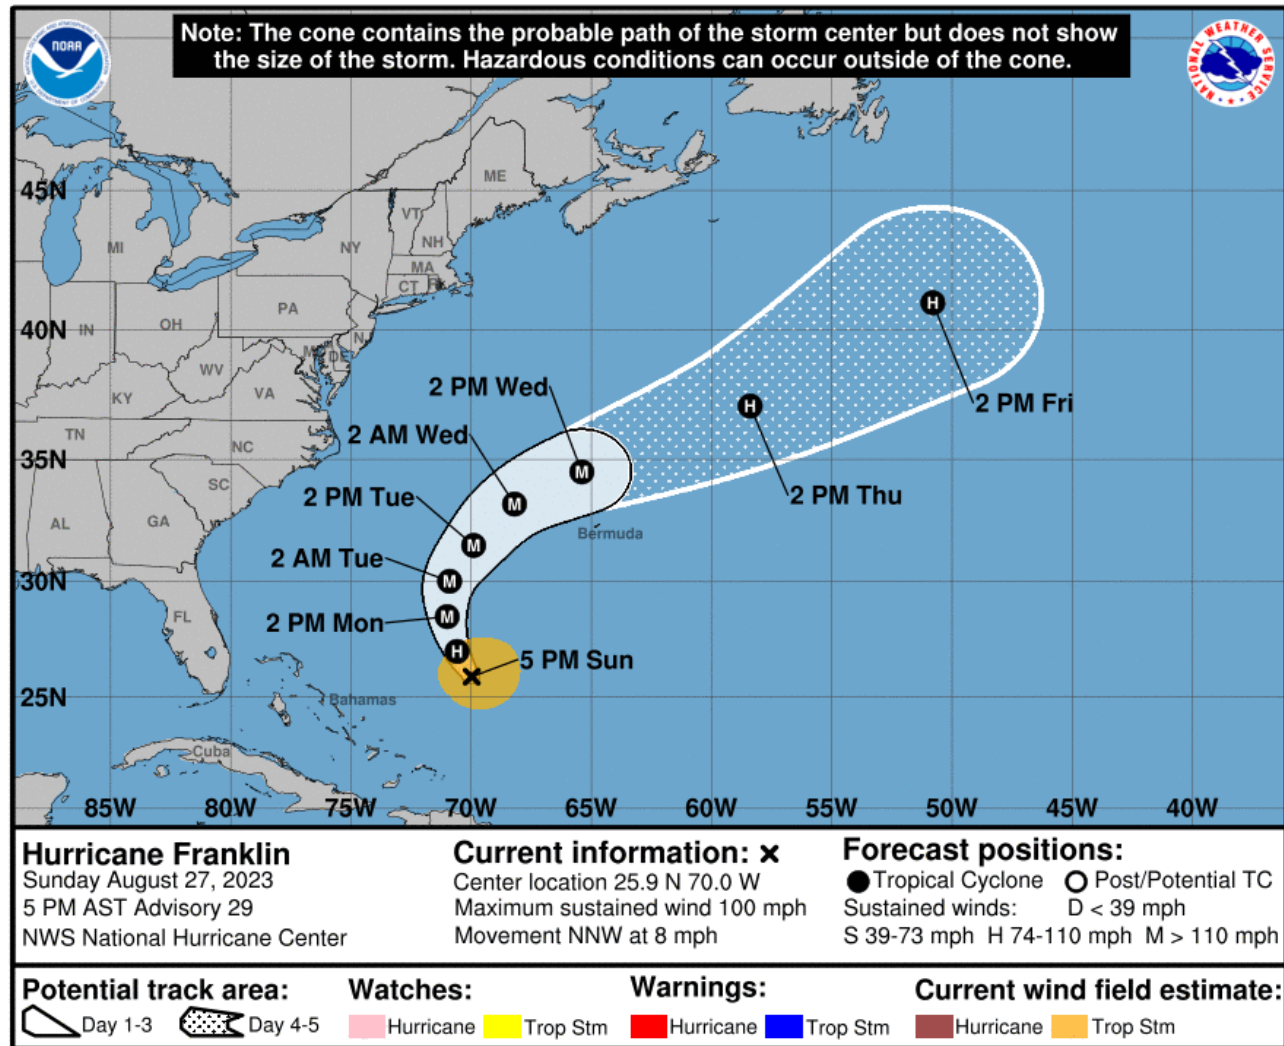 Note: The cone contains the probable path of the storm center but does not show
the size of the storm. Hazardous conditions can occur outside of the cone.
NOAA
NATIONAL WEATHER SERVICE
45N
40N
35N
30N
25N
ME
VT
NH
MI
NY
MA
CT
PA
IN
OH
NJ
DE
WV
KY
VA
TN
NC
SC
AL
GA
FL
Bermuda
Bahamas
Cuba
2 PM Fri
2 PM Wed
2 AM Wed
2 PM Thu
2 PM Tue
2 AM Tue
2 PM Mon
5 PM Sun
H
H
M
M
M
M
M
H
85W 80W 75W 70W 65W 60W 55W 50W 45W 40W
Hurricane Franklin
Sunday August 27, 2023
5 PM AST Advisory 29
NWS National Hurricane Center
Current information: ×
Center location 25.9 N 70.0 W
Maximum sustained wind 100 mph
Movement NNW at 8 mph
Forecast positions:
Tropical Cyclone Post/Potential TC
Sustained winds: D < 39 mph
S 39-73 mph H 74-110 mph M > 110 mph
Potential track area:
Day 1-3 Day 4-5
Watches:
Hurricane Trop Stm
Warnings:
Hurricane Trop Stm
Current wind field estimate:
Hurricane Trop Stm